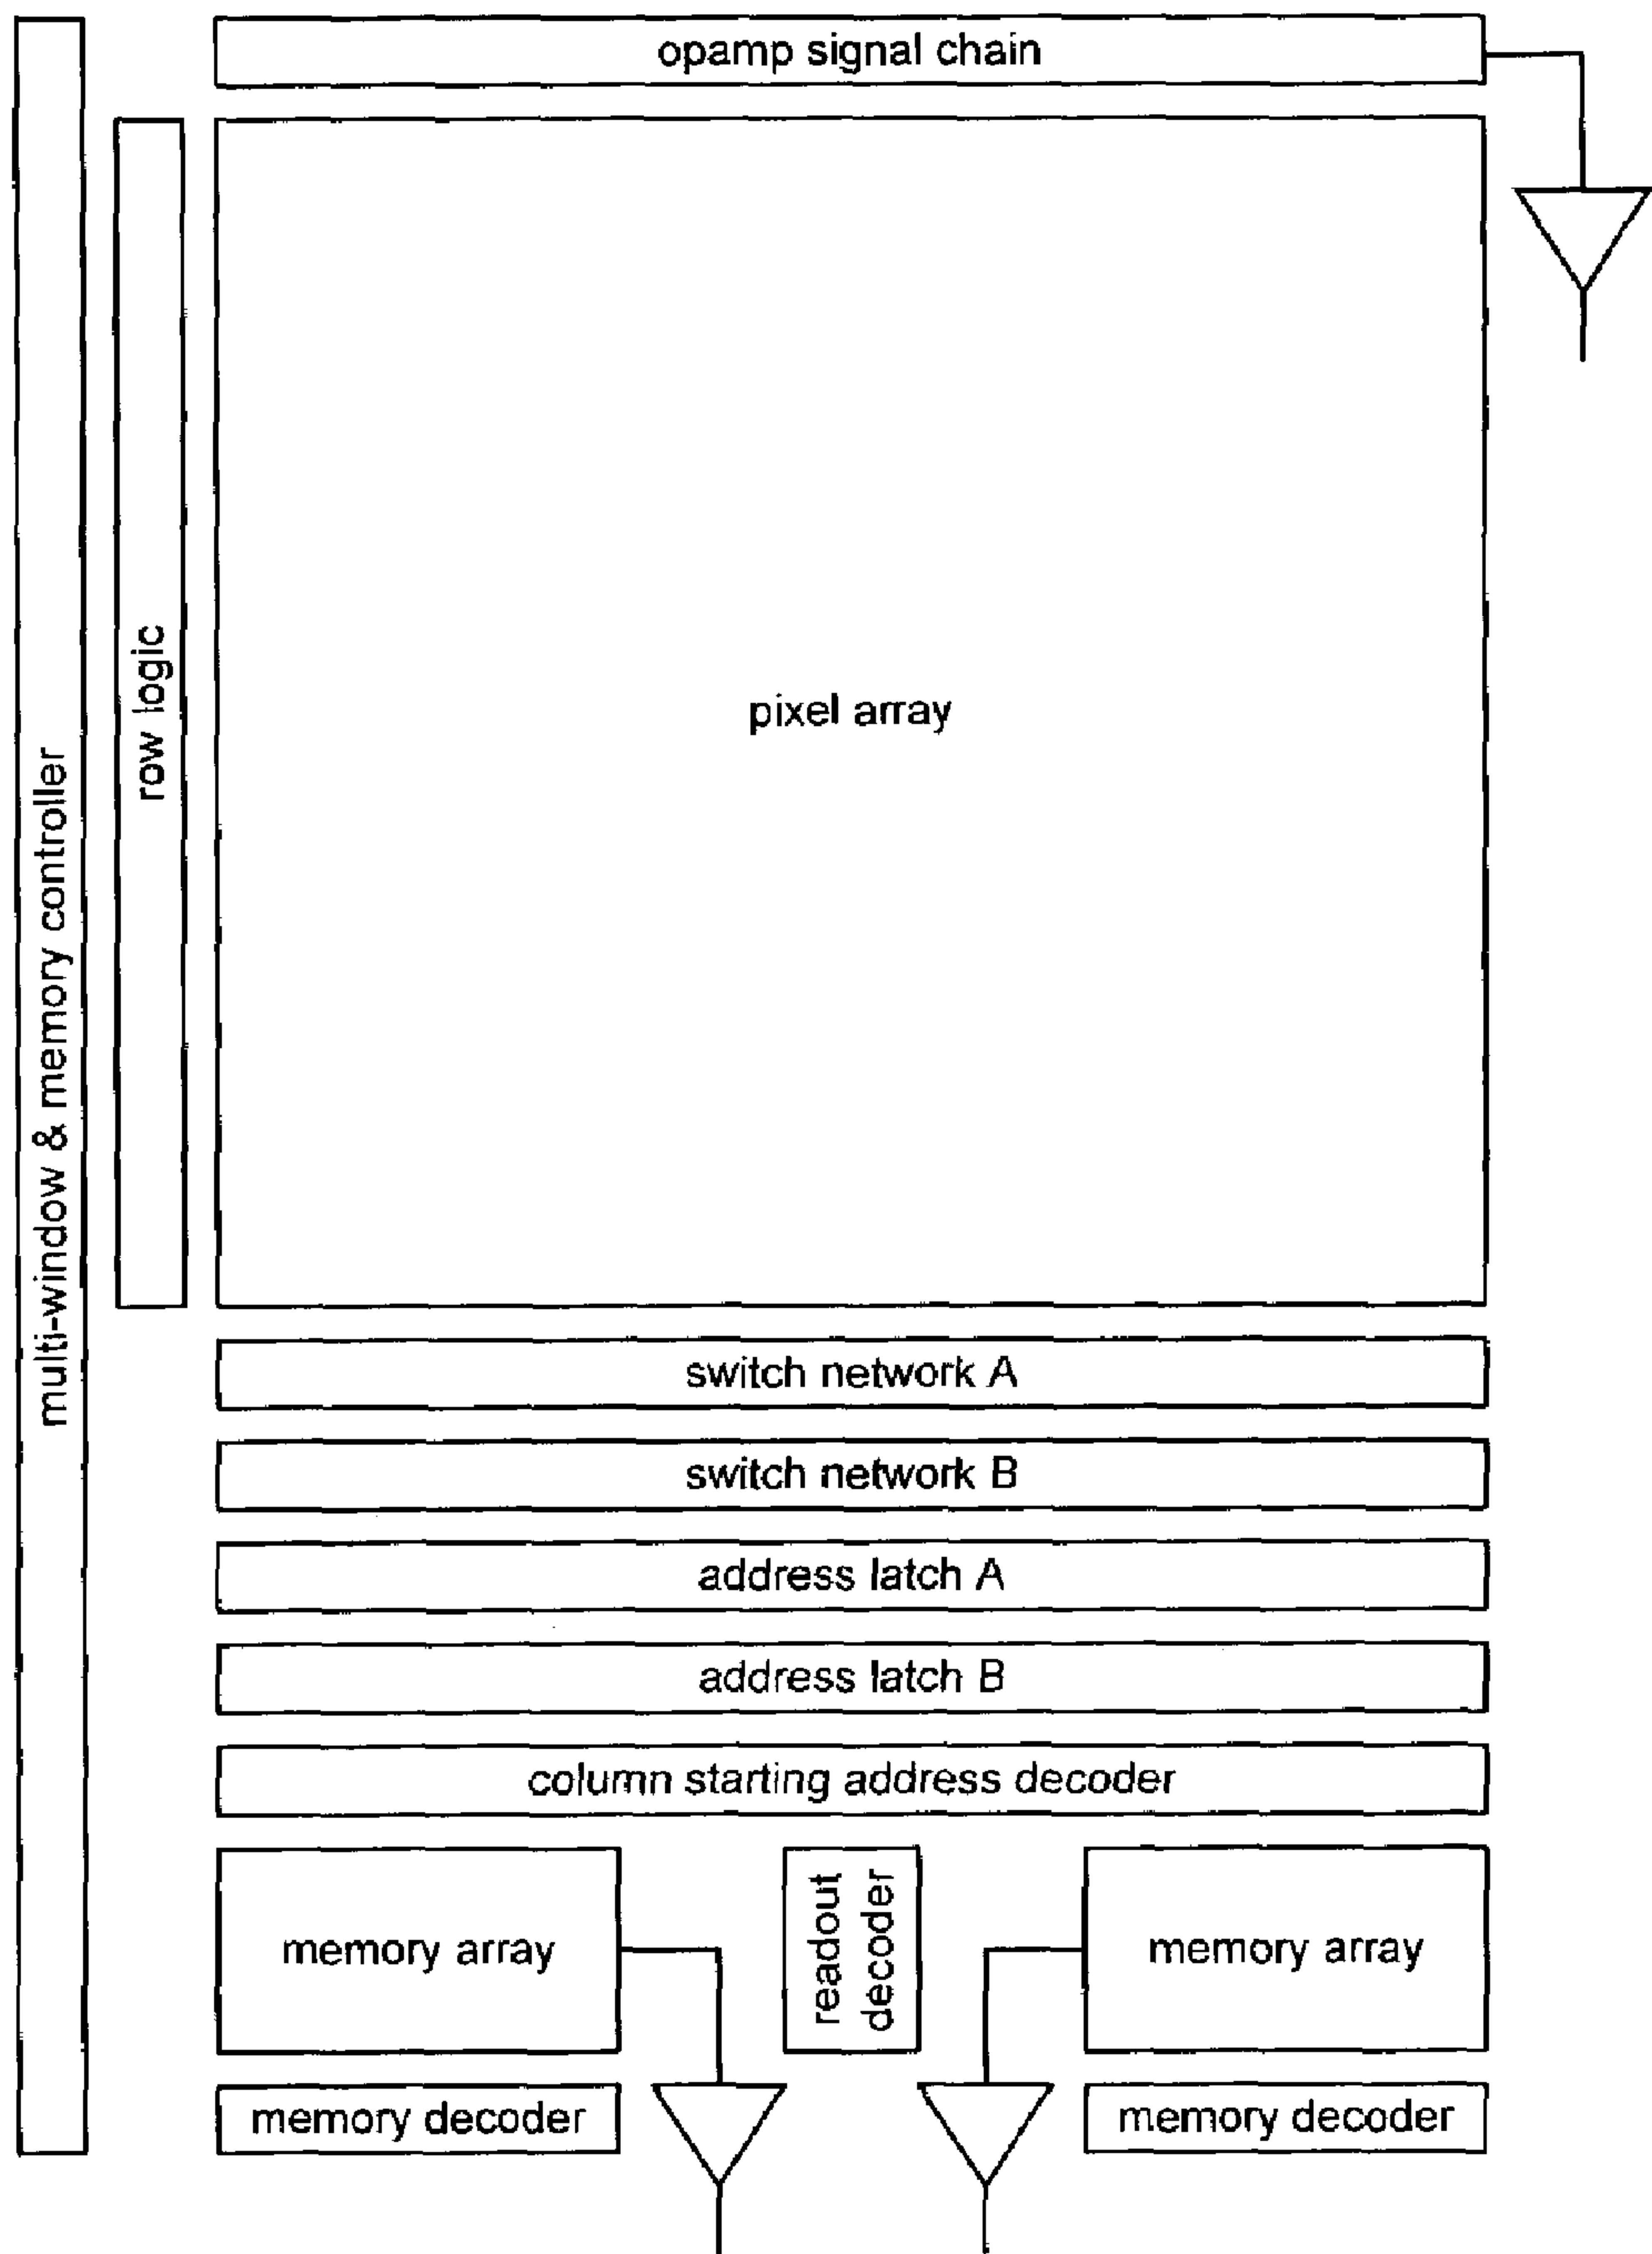 opamp signal chain
multi-window & memory controller
row logic
pixel array
switch network A
switch network B
address latch A
address latch B
column starting address decoder
memory array
readout
decoder
memory array
memory decoder
memory decoder